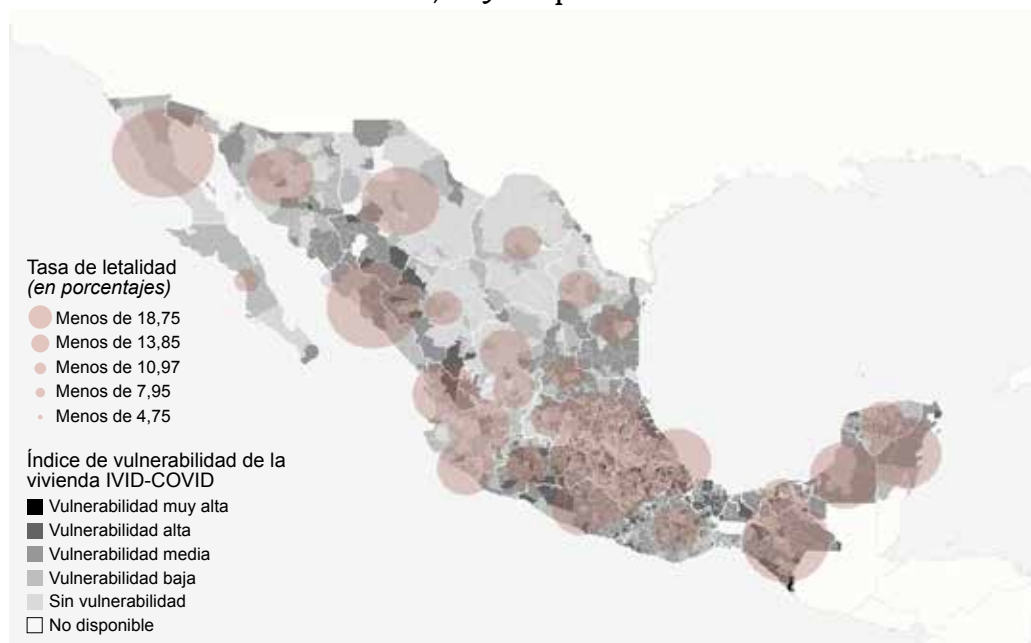 Tasa de letalidad
(en porcentajes)
Menos de 18,75
Menos de 13,85
Menos de 10,97
Menos de 7,95
Menos de 4,75
Índice de vulnerabilidad de la
vivienda IVID-COVID
Vulnerabilidad muy alta
Vulnerabilidad alta
Vulnerabilidad media
Vulnerabilidad baja
Sin vulnerabilidad
No disponible